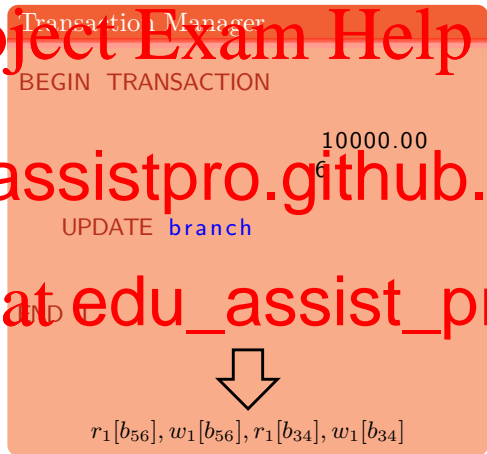 Transaction Manager
oject Exam Help
BEGIN TRANSACTION
10000.00
6
assistpro.github.
UPDATE branch
END T
at edu_assist_pr
r₁[b₅₆], w₁[b₅₆], r₁[b₃₄], w₁[b₃₄]